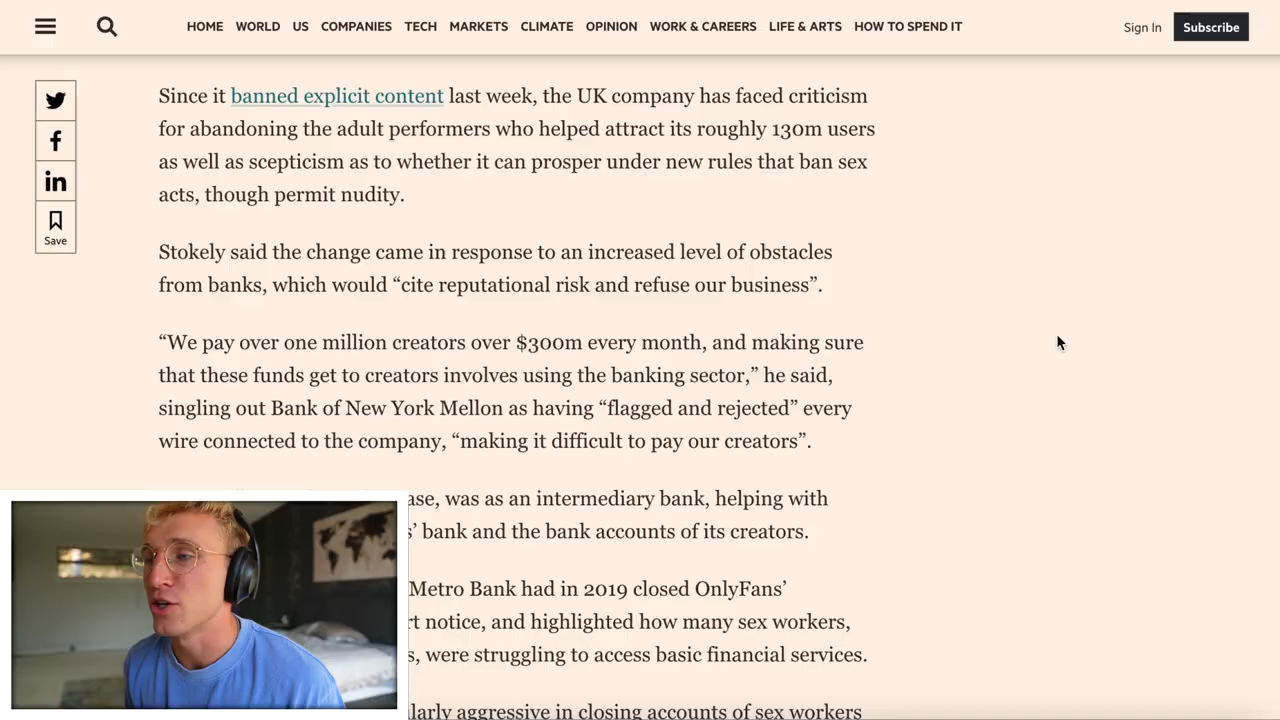 HOME WORLD US COMPANIES TECH MARKETS CLIMATE OPINION WORK & CAREERS LIFE & ARTS HOW TO SPEND IT Sign In Subscribe
Since it banned explicit content last week, the UK company has faced criticism
for abandoning the adult performers who helped attract its roughly 130m users
as well as scepticism as to whether it can prosper under new rules that ban sex
acts, though permit nudity.
Save
Stokely said the change came in response to an increased level of obstacles
from banks, which would “cite reputational risk and refuse our business”.
“We pay over one million creators over $300m every month, and making sure
that these funds get to creators involves using the banking sector,” he said,
singling out Bank of New York Mellon as having “flagged and rejected” every
wire connected to the company, “making it difficult to pay our creators”.
was as an intermediary bank, helping with
bank and the bank accounts of its creators.
Metro Bank had in 2019 closed OnlyFans’
notice, and highlighted how many sex workers,
were struggling to access basic financial services.
aggressive in closing accounts of sex workers